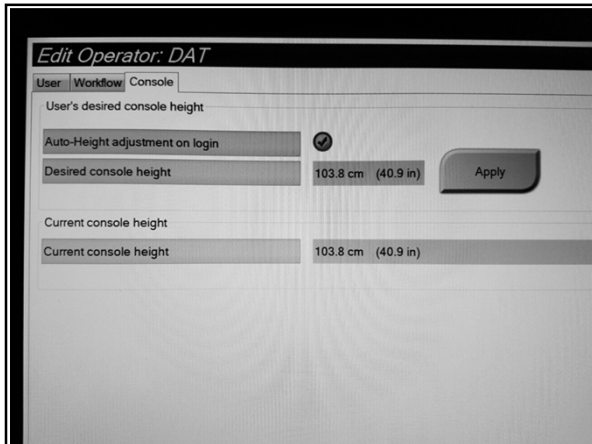 Edit Operator: DAT
User Workflow Console
User's desired console height
Auto-Height adjustment on login
Desired console height 103.8 cm (40.9 in) Apply
Current console height
Current console height 103.8 cm (40.9 in)